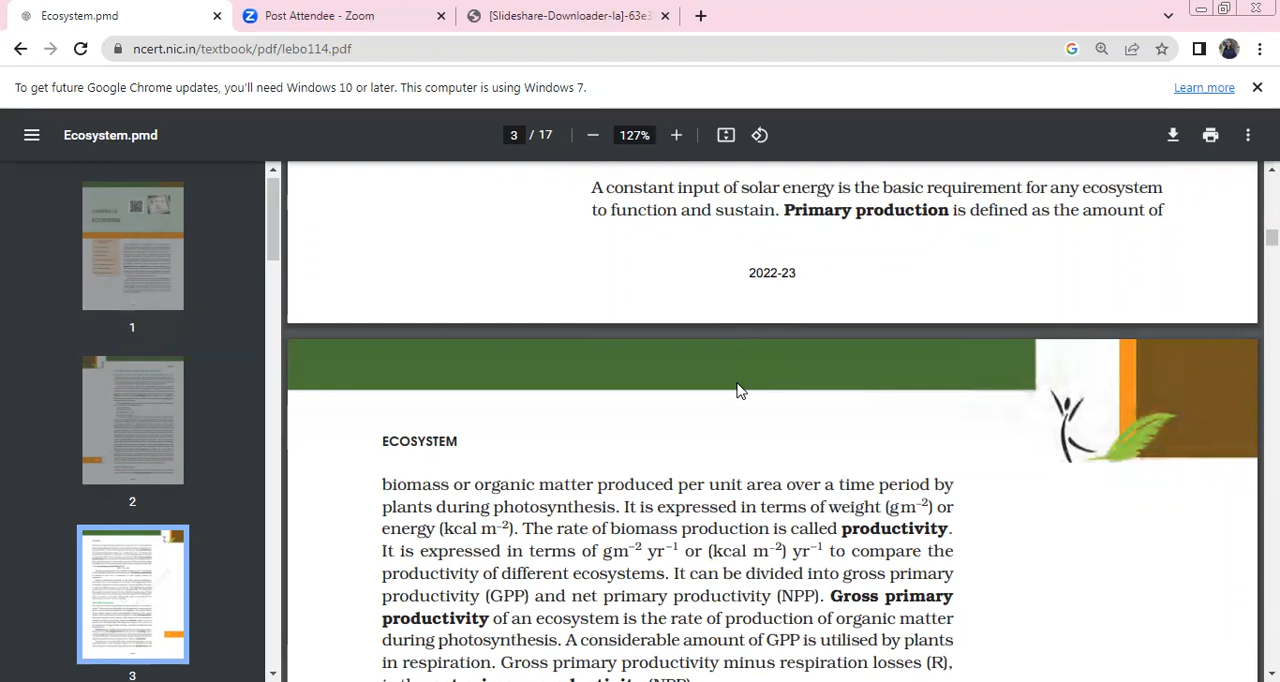 Ecosystem.pmd
Post Attendee - Zoom
[Slideshare-Downloader-la]-63e3
ncert.nic.in/textbook/pdf/lebo114.pdf
To get future Google Chrome updates, you'll need Windows 10 or later. This computer is using Windows 7.
Learn more
Ecosystem.pmd
3 / 17
127%
1
2
3
A constant input of solar energy is the basic requirement for any ecosystem
to function and sustain. Primary production is defined as the amount of
2022-23
ECOSYSTEM
biomass or organic matter produced per unit area over a time period by
plants during photosynthesis. It is expressed in terms of weight (gm⁻²) or
energy (kcal m⁻²). The rate of biomass production is called productivity.
It is expressed in terms of gm⁻² yr⁻¹ or (kcal m⁻²) yr⁻¹ to compare the
productivity of different ecosystems. It can be divided into gross primary
productivity (GPP) and net primary productivity (NPP). Gross primary
productivity of an ecosystem is the rate of production of organic matter
during photosynthesis. A considerable amount of GPP is used by plants
in respiration. Gross primary productivity minus respiration losses (R),
is the net primary productivity (NPP).